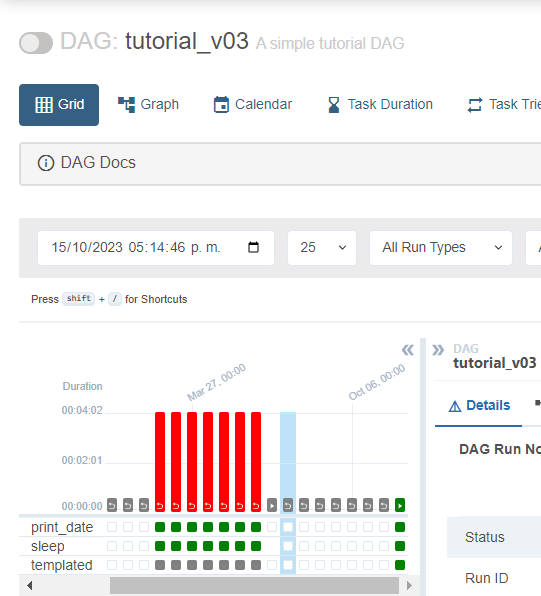 DAG: tutorial_v03 A simple tutorial DAG
Grid Graph Calendar Task Duration Task Trie
DAG Docs
15/10/2023 05:14:46 p. m. 25 All Run Types
Press shift + / for Shortcuts
DAG
tutorial_v03
Duration Mar 27, 00:00 Oct 06, 00:00
00:04:02
00:02:01
00:00:00
Details
DAG Run No
print_date
sleep
templated
Status
Run ID